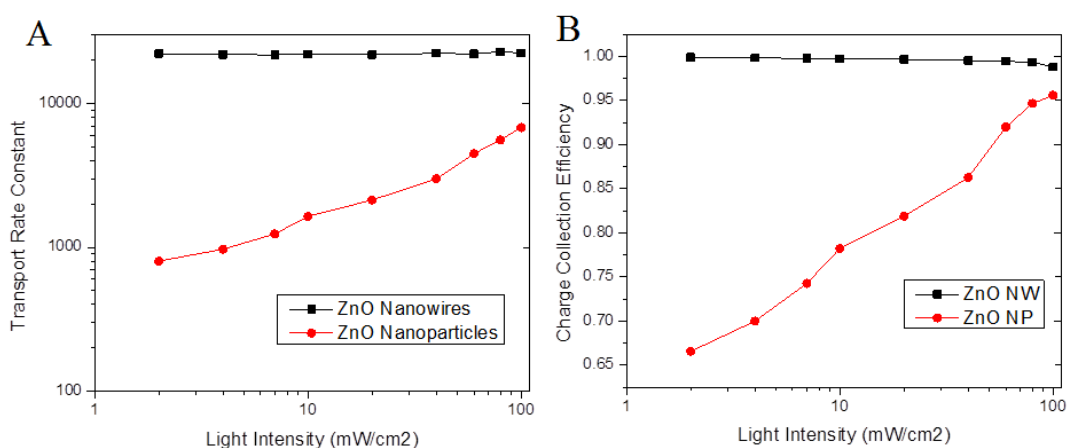 A
Transport Rate Constant
10000
1000
100
1
10
100
Light Intensity (mW/cm2)
ZnO Nanowires
ZnO Nanoparticles
B
Charge Collection Efficiency
1.00
0.95
0.90
0.85
0.80
0.75
0.70
0.65
1
10
100
Light Intensity (mW/cm2)
ZnO NW
ZnO NP